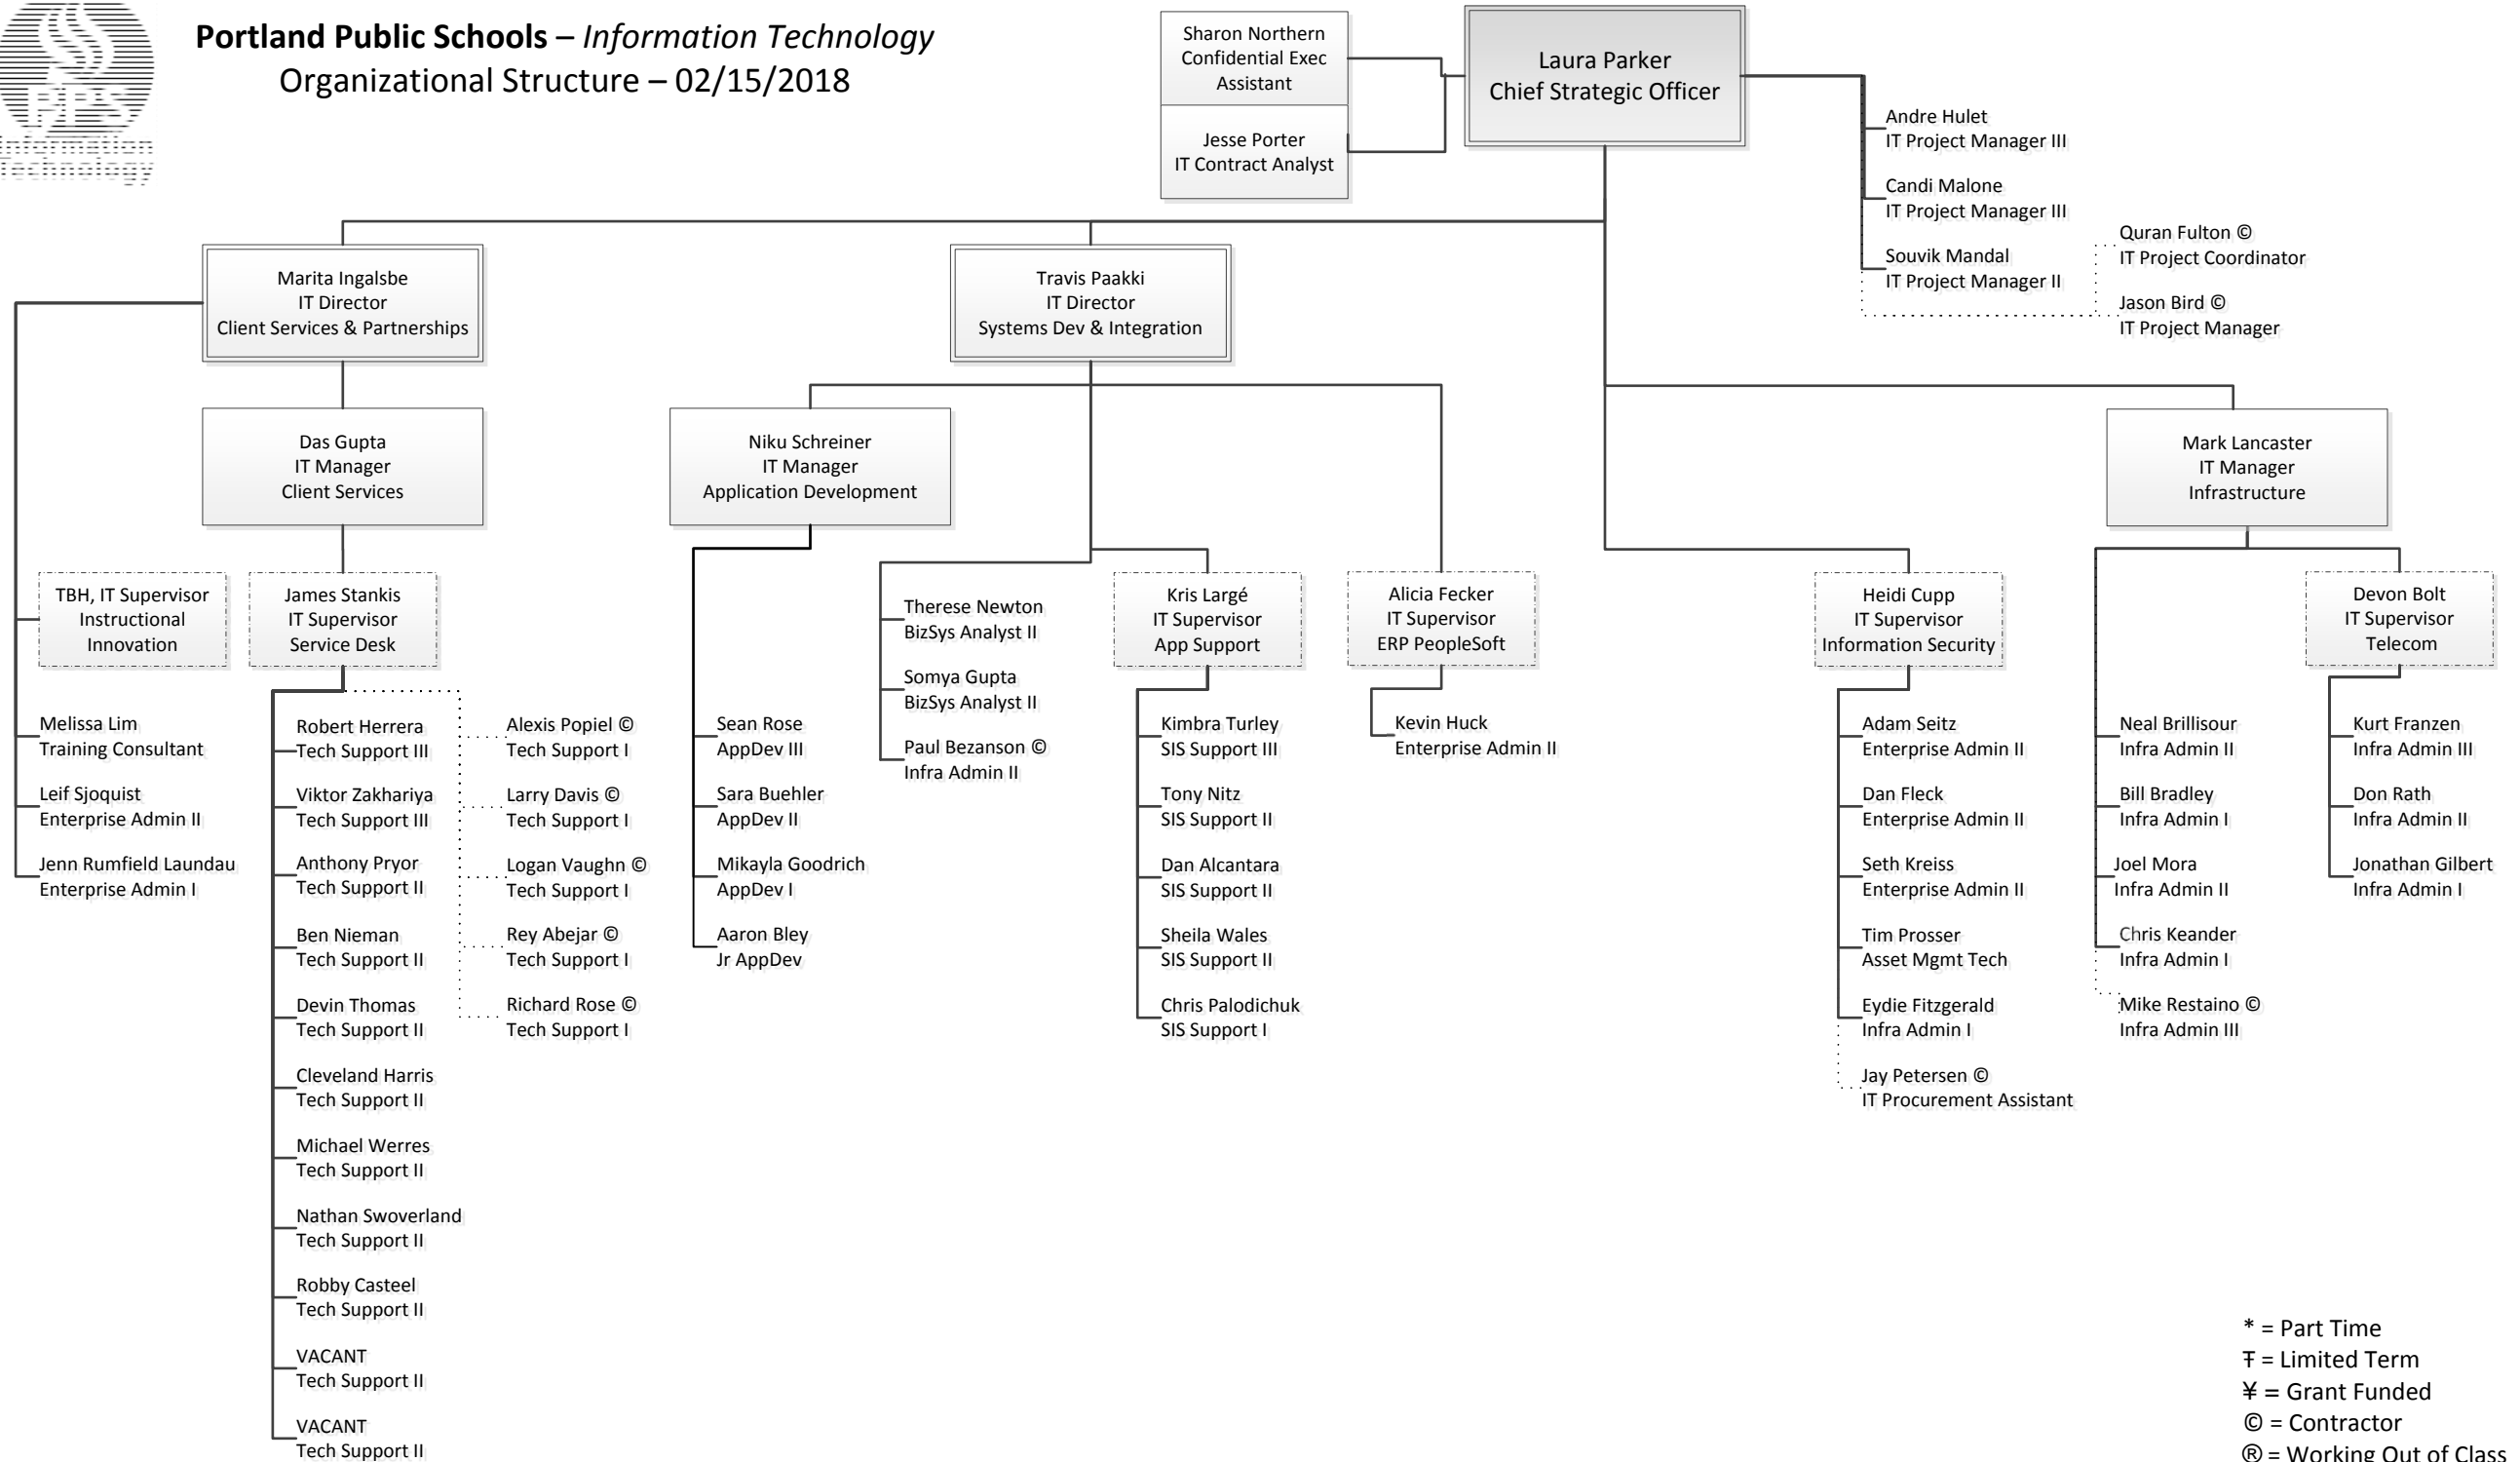 Portland Public Schools – Information Technology
Organizational Structure – 02/15/2018
PPS
Information
Technology
Sharon Northern
Confidential Exec
Assistant
Jesse Porter
IT Contract Analyst
Laura Parker
Chief Strategic Officer
Andre Hulet
IT Project Manager III
Candi Malone
IT Project Manager III
Souvik Mandal
IT Project Manager II
Quran Fulton ©
IT Project Coordinator
Jason Bird ©
IT Project Manager
Marita Ingalsbe
IT Director
Client Services & Partnerships
Travis Paakki
IT Director
Systems Dev & Integration
Das Gupta
IT Manager
Client Services
Niku Schreiner
IT Manager
Application Development
Mark Lancaster
IT Manager
Infrastructure
TBH, IT Supervisor
Instructional
Innovation
James Stankis
IT Supervisor
Service Desk
Kris Largé
IT Supervisor
App Support
Alicia Fecker
IT Supervisor
ERP PeopleSoft
Heidi Cupp
IT Supervisor
Information Security
Devon Bolt
IT Supervisor
Telecom
Melissa Lim
Training Consultant
Leif Sjoquist
Enterprise Admin II
Jenn Rumfield Laundau
Enterprise Admin I
Robert Herrera
Tech Support III
Viktor Zakhariya
Tech Support III
Anthony Pryor
Tech Support II
Ben Nieman
Tech Support II
Devin Thomas
Tech Support II
Cleveland Harris
Tech Support II
Michael Werres
Tech Support II
Nathan Swoverland
Tech Support II
Robby Casteel
Tech Support II
VACANT
Tech Support II
VACANT
Tech Support II
Alexis Popiel ©
Tech Support I
Larry Davis ©
Tech Support I
Logan Vaughn ©
Tech Support I
Rey Abejar ©
Tech Support I
Richard Rose ©
Tech Support I
Sean Rose
AppDev III
Sara Buehler
AppDev II
Mikayla Goodrich
AppDev I
Aaron Bley
Jr AppDev
Therese Newton
BizSys Analyst II
Somya Gupta
BizSys Analyst II
Paul Bezanson ©
Infra Admin II
Kimbra Turley
SIS Support III
Tony Nitz
SIS Support II
Dan Alcantara
SIS Support II
Sheila Wales
SIS Support II
Chris Palodichuk
SIS Support I
Kevin Huck
Enterprise Admin II
Adam Seitz
Enterprise Admin II
Dan Fleck
Enterprise Admin II
Seth Kreiss
Enterprise Admin II
Tim Prosser
Asset Mgmt Tech
Eydie Fitzgerald
Infra Admin I
Jay Petersen ©
IT Procurement Assistant
Neal Brillisour
Infra Admin II
Bill Bradley
Infra Admin I
Joel Mora
Infra Admin II
Chris Keander
Infra Admin I
Mike Restaino ©
Infra Admin III
Kurt Franzen
Infra Admin III
Don Rath
Infra Admin II
Jonathan Gilbert
Infra Admin I
* = Part Time
Ŧ = Limited Term
¥ = Grant Funded
© = Contractor
® = Working Out of Class